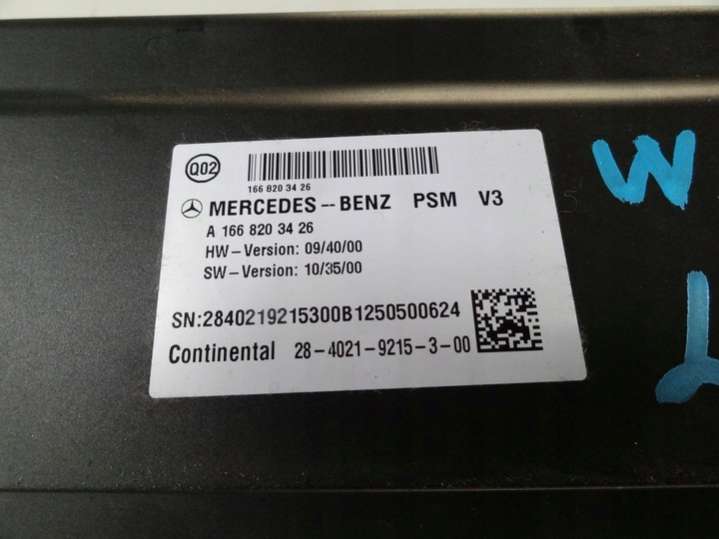 Q02
166 820 34 26
MERCEDES--BENZ PSM V3
A 166 820 34 26
HW-Version: 09/40/00
SW-Version: 10/35/00
SN:2840219215300B1250500624
Continental 28-4021-9215-3-00
W